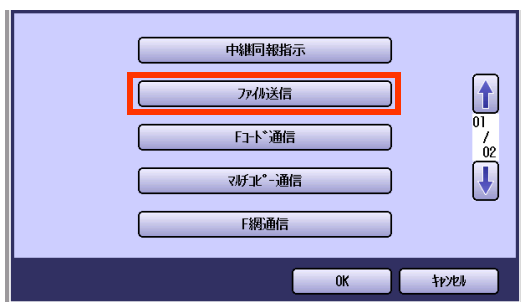 中継同報指示
ファイル送信
Fコード通信
01
/
02
マルチコピー通信
F網通信
OK
キャンセル